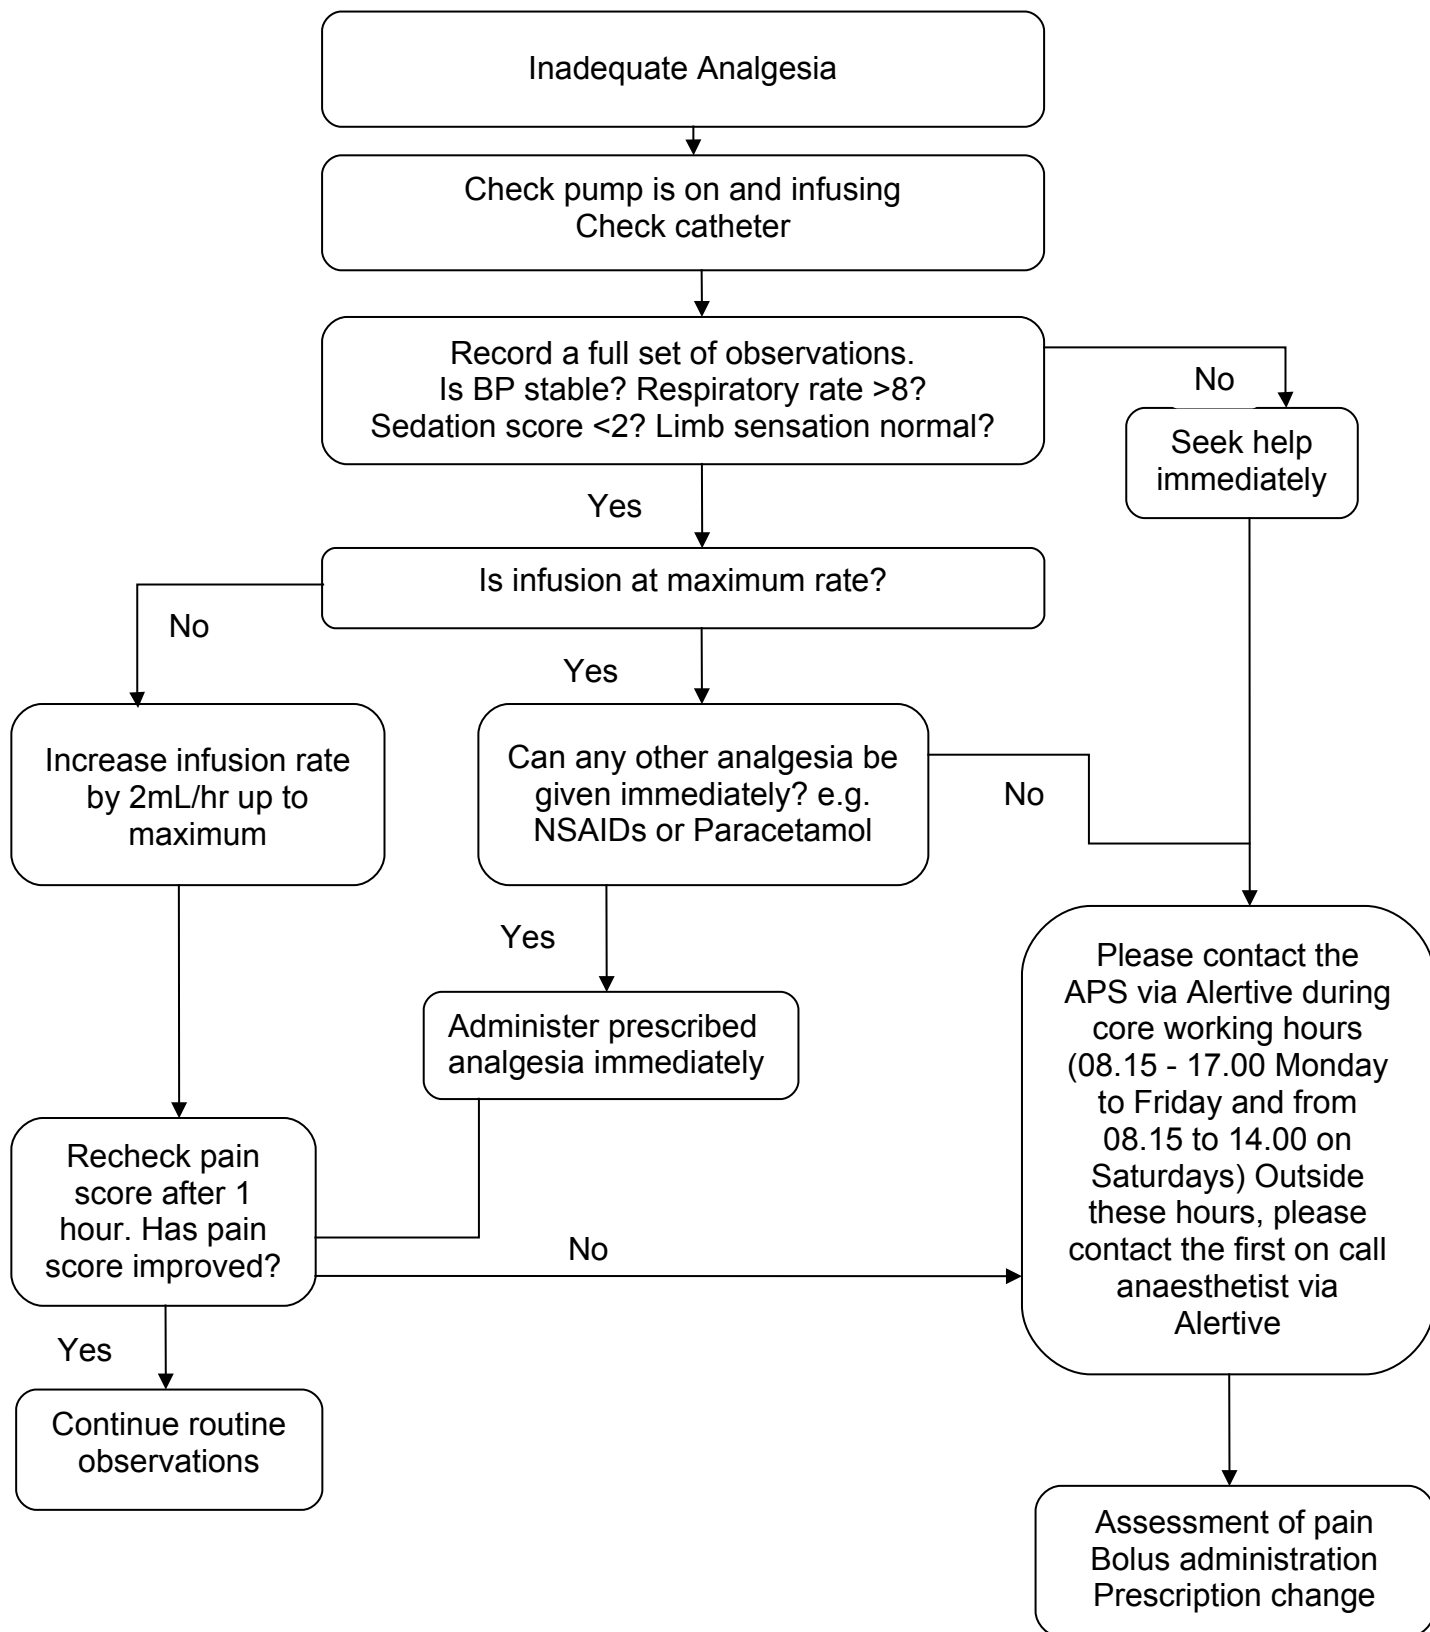 Inadequate Analgesia
Check pump is on and infusing
Check catheter
Record a full set of observations.
Is BP stable? Respiratory rate >8?
Sedation score <2? Limb sensation normal?
No
Seek help
immediately
Yes
Is infusion at maximum rate?
No
Yes
Increase infusion rate
by 2mL/hr up to
maximum
Can any other analgesia be
given immediately? e.g.
NSAIDs or Paracetamol
No
Yes
Administer prescribed
analgesia immediately
Please contact the
APS via Alertive during
core working hours
(08.15 - 17.00 Monday
to Friday and from
08.15 to 14.00 on
Saturdays) Outside
these hours, please
contact the first on call
anaesthetist via
Alertive
Recheck pain
score after 1
hour. Has pain
score improved?
No
Yes
Continue routine
observations
Assessment of pain
Bolus administration
Prescription change